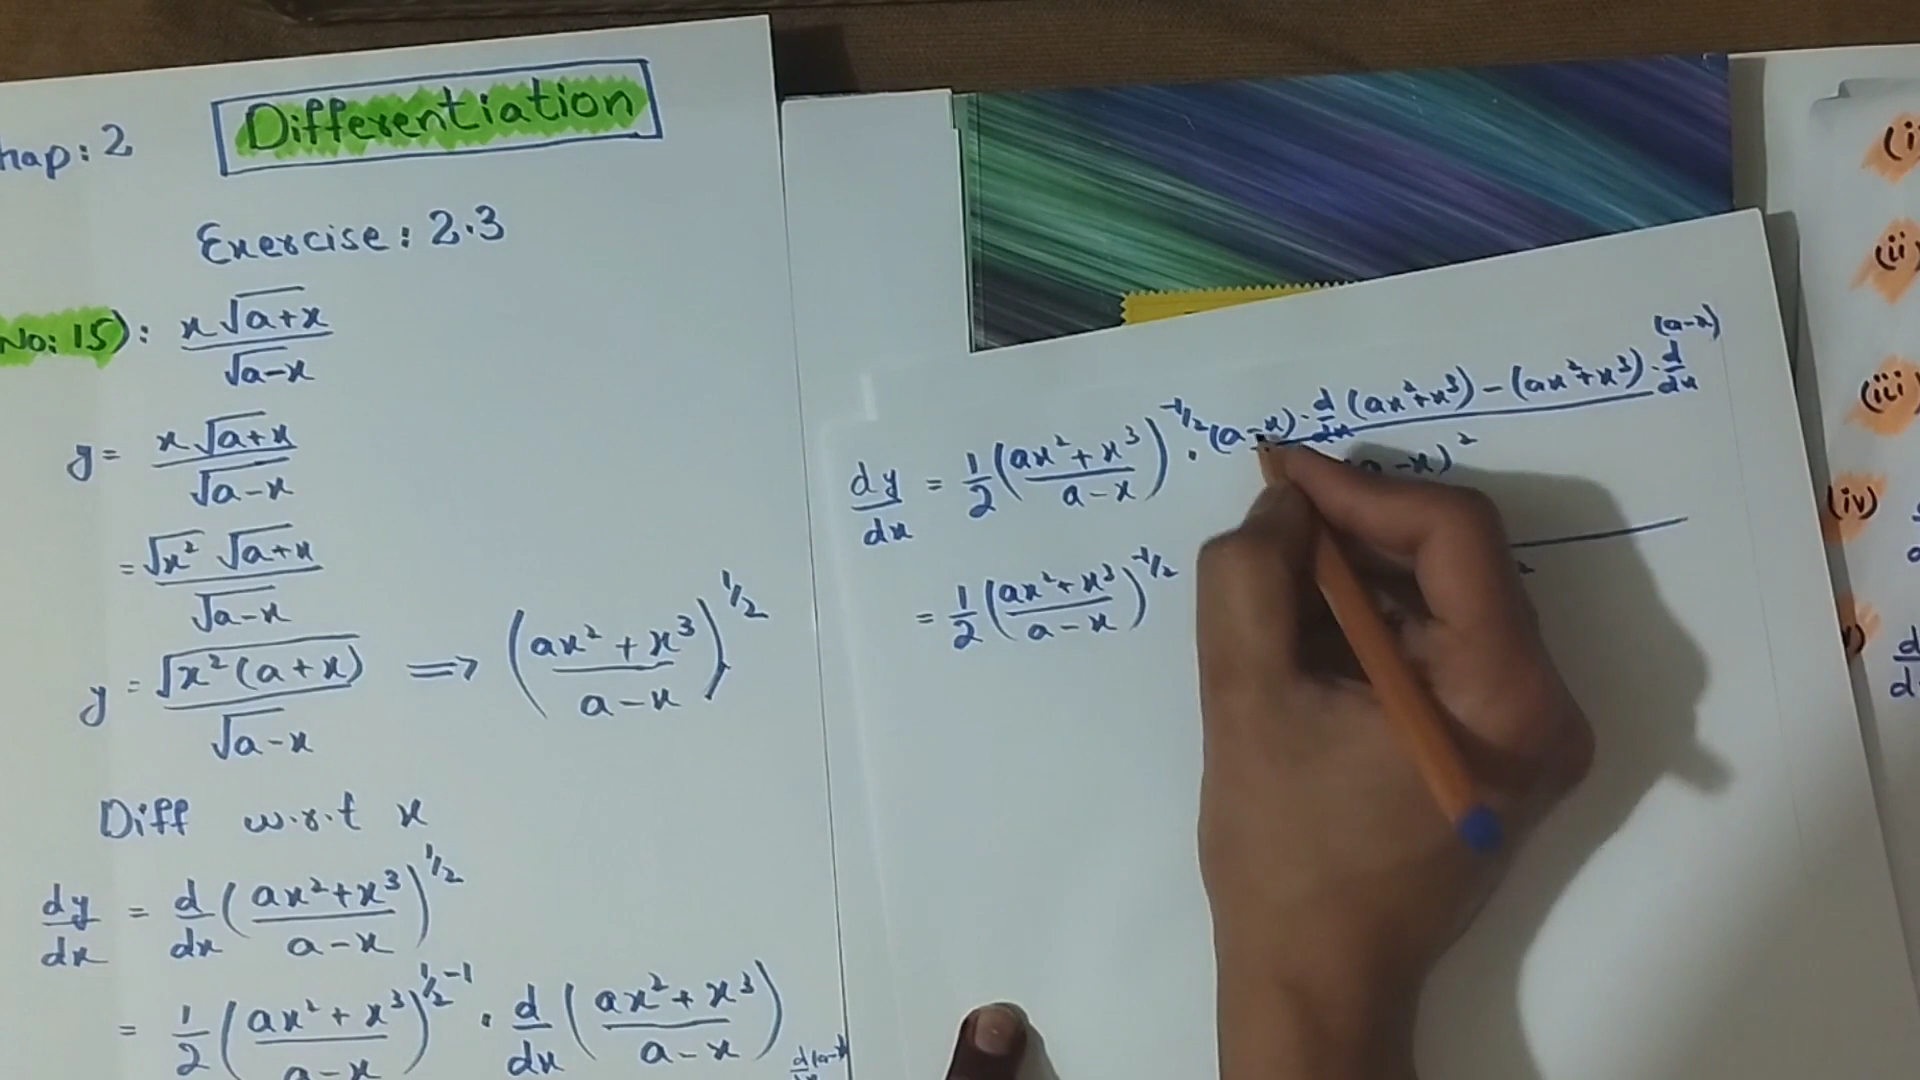 hap: 2
Differentiation
Exercise: 2.3
No: 15): x√(a+x) / √(a-x)
y = x√(a+x) / √(a-x)
= √x² √(a+x) / √(a-x)
y = √(x²(a+x)) / √(a-x) ⟹ ((ax² + x³) / (a-x))^1/2
Diff w.r.t x
dy/dx = d/dx ((ax²+x³) / (a-x))^1/2
= 1/2 ((ax² + x³) / (a-x))^1/2-1 · d/dx ((ax² + x³) / (a-x))
dy/dx = 1/2 ((ax² + x³) / (a-x))^-1/2 · (a-x) · d/dx (ax²+x³) - (ax²+x³) · d/dx (a-x) / (a-x)²
= 1/2 ((ax² + x³) / (a-x))^-1/2
(i
(ii)
(iii)
(iv)
d
d